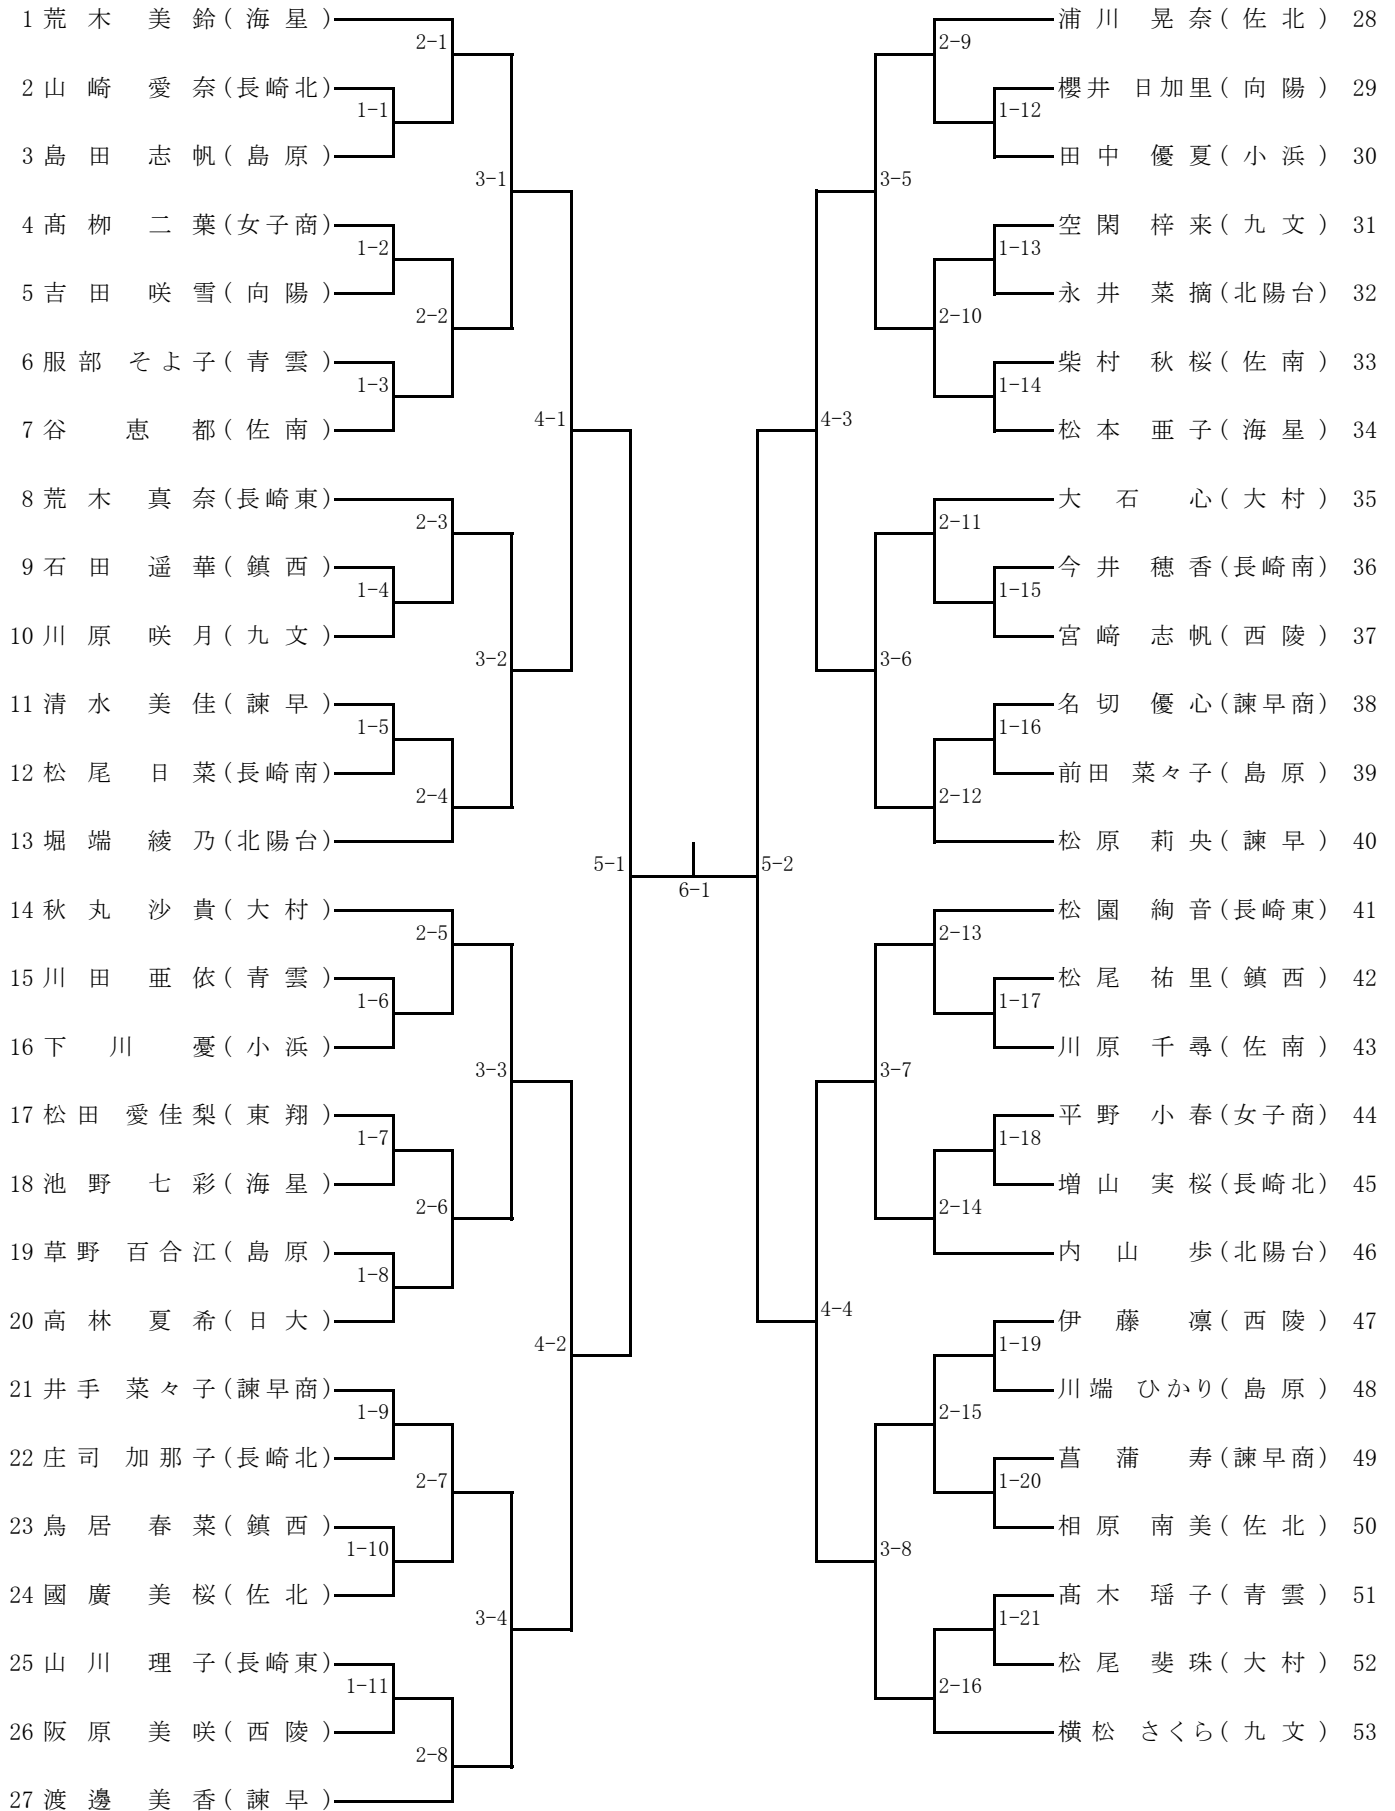 1 荒木 美鈴(海星)
2-1
2 山崎 愛奈(長崎北)
1-1
3 島田 志帆(島原)
3-1
4 髙栁 二葉(女子商)
1-2
5 吉田 咲雪(向陽)
2-2
6 服部 そよ子(青雲)
1-3
7 谷 恵都(佐南)
4-1
8 荒木 真奈(長崎東)
2-3
9 石田 遥華(鎮西)
1-4
10 川原 咲月(九文)
3-2
11 清水 美佳(諫早)
1-5
12 松尾 日菜(長崎南)
2-4
13 堀端 綾乃(北陽台)
5-1
14 秋丸 沙貴(大村)
2-5
15 川田 亜依(青雲)
1-6
16 下川 憂(小浜)
3-3
17 松田 愛佳梨(東翔)
1-7
18 池野 七彩(海星)
2-6
19 草野 百合江(島原)
1-8
20 高林 夏希(日大)
4-2
21 井手 菜々子(諫早商)
1-9
22 庄司 加那子(長崎北)
2-7
23 鳥居 春菜(鎮西)
1-10
24 國廣 美桜(佐北)
3-4
25 山川 理子(長崎東)
1-11
26 阪原 美咲(西陵)
2-8
27 渡邊 美香(諫早)
6-1
浦川 晃奈(佐北) 28
2-9
櫻井 日加里(向陽) 29
1-12
田中 優夏(小浜) 30
3-5
空閑 梓来(九文) 31
1-13
永井 菜摘(北陽台) 32
2-10
柴村 秋桜(佐南) 33
1-14
松本 亜子(海星) 34
4-3
大石 心(大村) 35
2-11
今井 穂香(長崎南) 36
1-15
宮﨑 志帆(西陵) 37
3-6
名切 優心(諫早商) 38
1-16
前田 菜々子(島原) 39
2-12
松原 莉央(諫早) 40
5-2
松園 絢音(長崎東) 41
2-13
松尾 祐里(鎮西) 42
1-17
川原 千尋(佐南) 43
3-7
平野 小春(女子商) 44
1-18
増山 実桜(長崎北) 45
2-14
内山 歩(北陽台) 46
4-4
伊藤 凛(西陵) 47
1-19
川端 ひかり(島原) 48
2-15
菖蒲 寿(諫早商) 49
1-20
相原 南美(佐北) 50
3-8
髙木 瑶子(青雲) 51
1-21
松尾 斐珠(大村) 52
2-16
横松 さくら(九文) 53